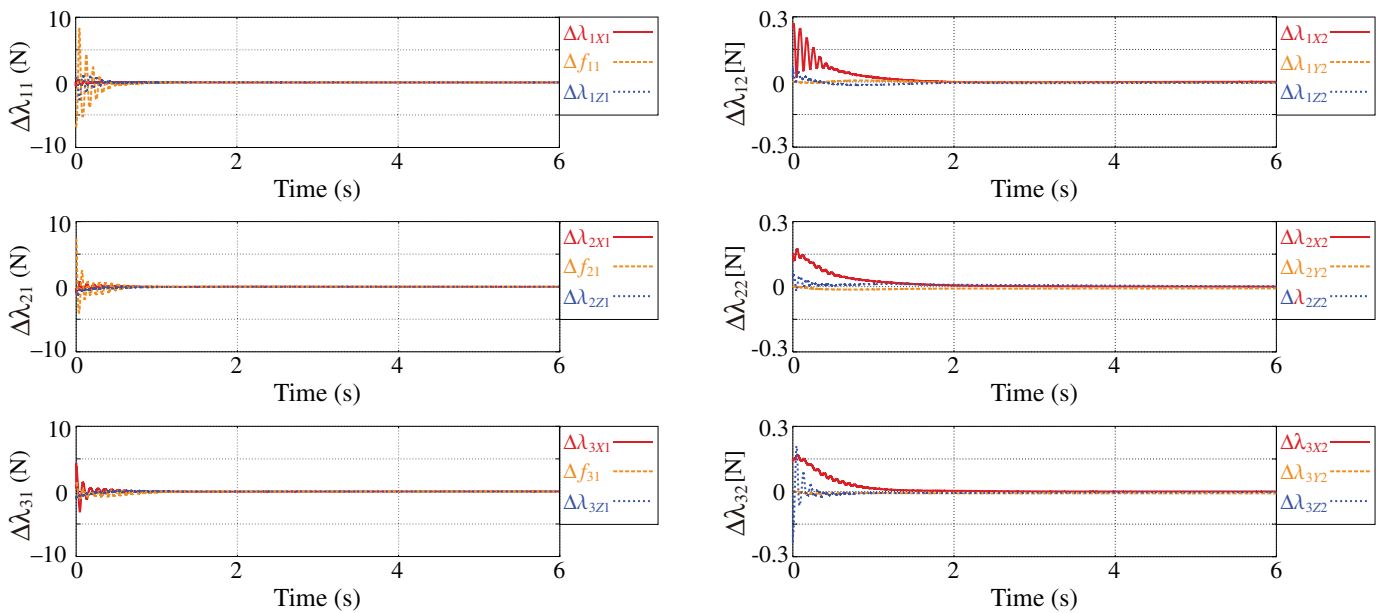 Δλ₁₁ (N)
10
0
–10
0 2 4 6
Time (s)
Δλ₁X₁
Δf₁₁
Δλ₁Z₁
Δλ₁₂ [N]
0.3
0
-0.3
0 2 4 6
Time (s)
Δλ₁X₂
Δλ₁Y₂
Δλ₁Z₂
Δλ₂₁ (N)
10
0
–10
0 2 4 6
Time (s)
Δλ₂X₁
Δf₂₁
Δλ₂Z₁
Δλ₂₂ [N]
0.3
0
-0.3
0 2 4 6
Time (s)
Δλ₂X₂
Δλ₂Y₂
Δλ₂Z₂
Δλ₃₁ (N)
10
0
–10
0 2 4 6
Time (s)
Δλ₃X₁
Δf₃₁
Δλ₃Z₁
Δλ₃₂ [N]
0.3
0
-0.3
0 2 4 6
Time (s)
Δλ₃X₂
Δλ₃Y₂
Δλ₃Z₂